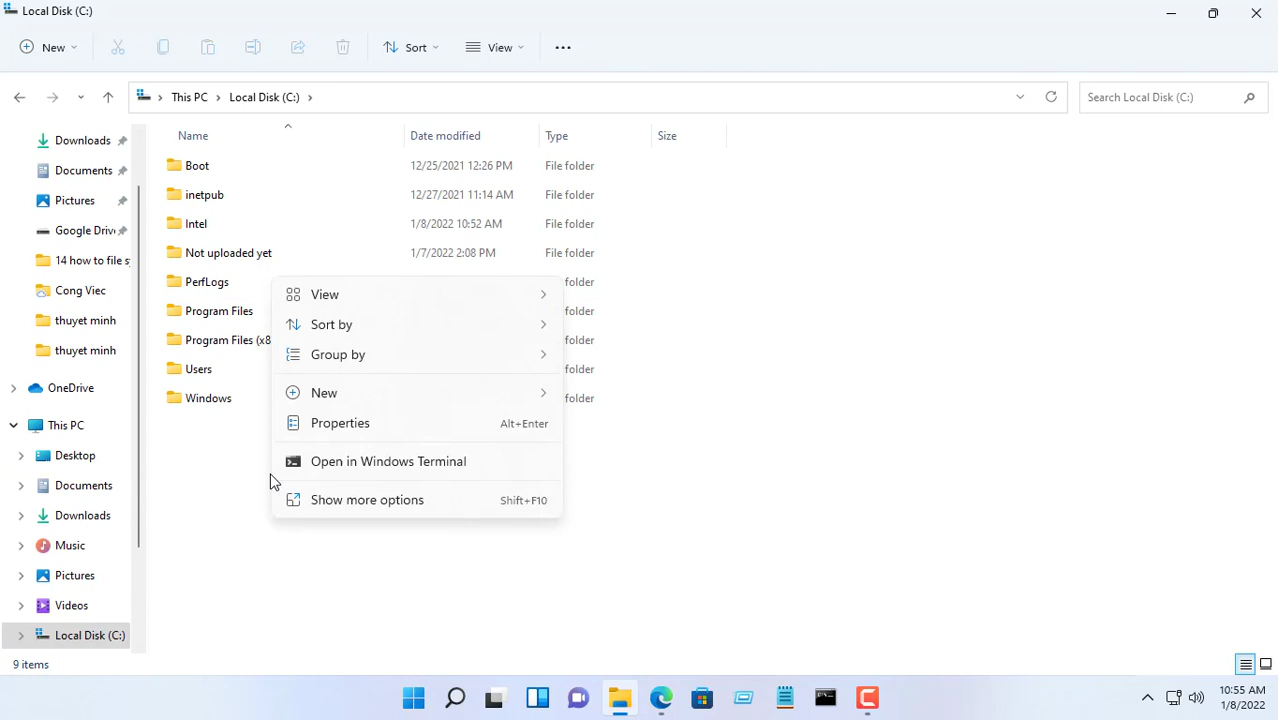 Local Disk (C:)
New Sort View
This PC Local Disk (C:) Search Local Disk (C:)
Name Date modified Type Size
Downloads
Documents
Pictures
14 how to file sy
Cong Viec
thuyet minh
thuyet minh
OneDrive
This PC
Desktop
Documents
Downloads
Music
Pictures
Videos
Local Disk (C:)
Boot 12/25/2021 12:26 PM File folder
inetpub 12/27/2021 11:14 AM File folder
Intel 1/8/2022 10:52 AM File folder
Not uploaded yet 1/7/2022 2:08 PM File folder
PerfLogs folder
Program Files folder
Program Files (x8 folder
Users folder
Windows folder
View
Sort by
Group by
New
Properties Alt+Enter
Open in Windows Terminal
Show more options Shift+F10
9 items
10:55 AM
1/8/2022